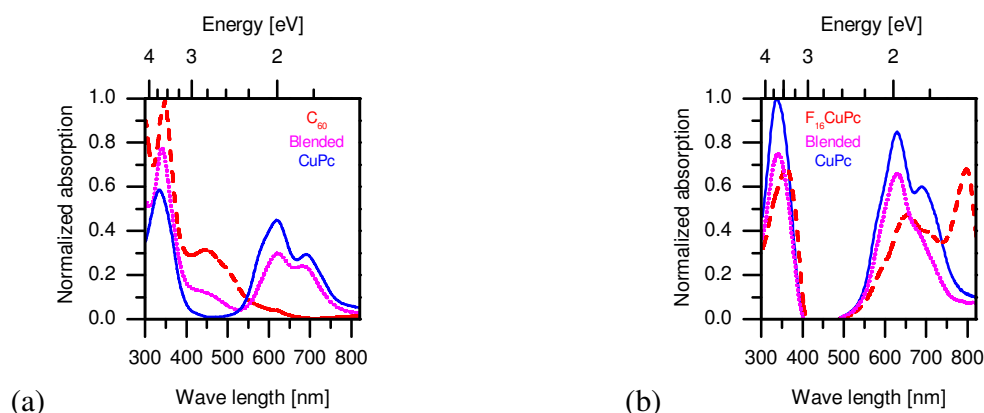 Energy [eV]
4 3 2
1.0
0.8
0.6
0.4
0.2
0.0
Normalized absorption
C60
Blended
CuPc
300 400 500 600 700 800
Wave length [nm]
(a)
Energy [eV]
4 3 2
1.0
0.8
0.6
0.4
0.2
0.0
Normalized absorption
F16CuPc
Blended
CuPc
300 400 500 600 700 800
Wave length [nm]
(b)